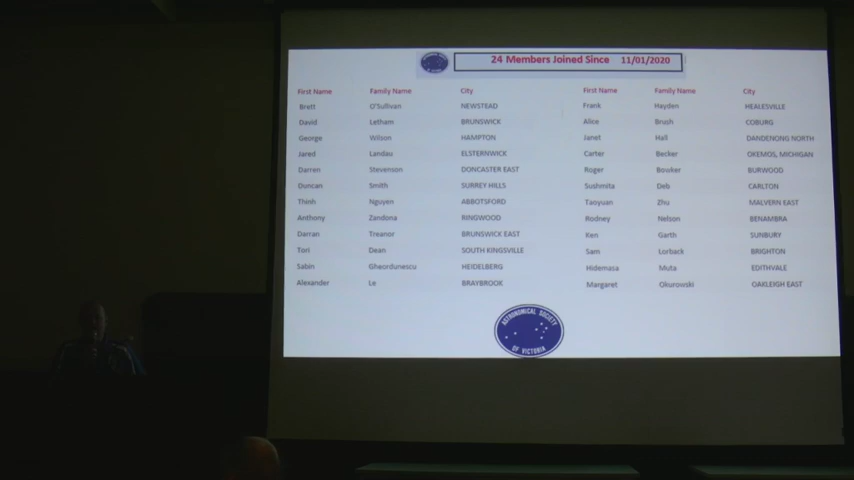 24 Members Joined Since 11/01/2020
First Name Family Name City First Name Family Name City
Brett O'Sullivan NEWSTEAD Frank Hayden HEALESVILLE
David Letham BRUNSWICK Alice Brush COBURG
George Wilson HAMPTON Janet Hall DANDENONG NORTH
Jared Landau ELSTERNWICK Carter Becker OKEMOS, MICHIGAN
Darren Stevenson DONCASTER EAST Roger Bowker BURWOOD
Duncan Smith SURREY HILLS Sushmita Deb CARLTON
Thinh Nguyen ABBOTSFORD Taoyuan Zhu MALVERN EAST
Anthony Zandona RINGWOOD Rodney Nelson BENAMBRA
Darran Treanor BRUNSWICK EAST Ken Garth SUNBURY
Tori Dean SOUTH KINGSVILLE Sam Lorback BRIGHTON
Sabin Gheordunescu HEIDELBERG Hidemasa Muta EDITHVALE
Alexander Le BRAYBROOK Margaret Okurowski OAKLEIGH EAST
ASTRONOMICAL SOCIETY
OF VICTORIA